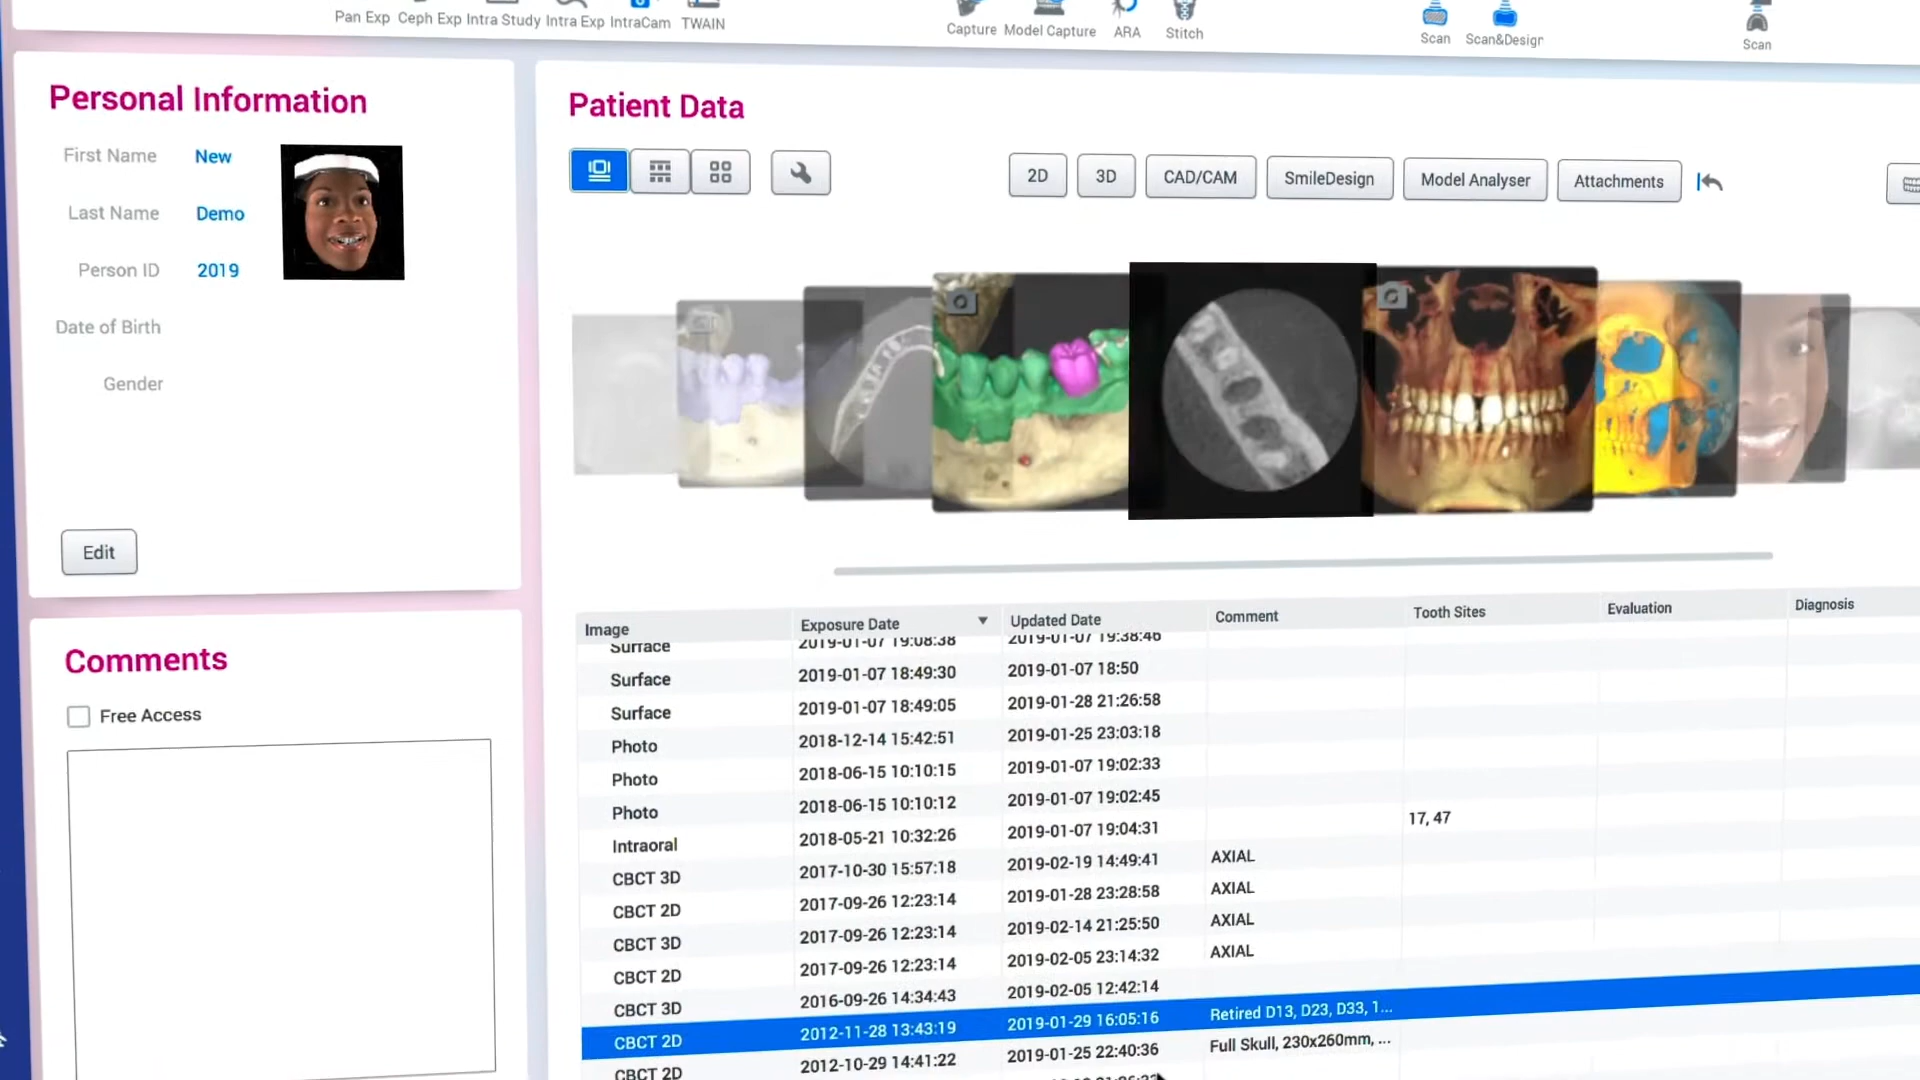 Pan Exp Ceph Exp Intra Study Intra Exp IntraCam TWAIN Capture Model Capture ARA Stitch Scan Scan&Design Scan
Personal Information
First Name New
Last Name Demo
Person ID 2019
Date of Birth
Gender
Edit
Comments
Free Access
Patient Data
2D 3D CAD/CAM SmileDesign Model Analyser Attachments
Image Exposure Date Updated Date Comment Tooth Sites Evaluation Diagnosis
Surface 2019-01-07 19:08:38 2019-01-07 19:38:46
Surface 2019-01-07 18:49:30 2019-01-07 18:50
Surface 2019-01-07 18:49:05 2019-01-28 21:26:58
Photo 2018-12-14 15:42:51 2019-01-25 23:03:18
Photo 2018-06-15 10:10:15 2019-01-07 19:02:33
Photo 2018-06-15 10:10:12 2019-01-07 19:02:45
Intraoral 2018-05-21 10:32:26 2019-01-07 19:04:31 17, 47
CBCT 3D 2017-10-30 15:57:18 2019-02-19 14:49:41 AXIAL
CBCT 2D 2017-09-26 12:23:14 2019-01-28 23:28:58 AXIAL
CBCT 3D 2017-09-26 12:23:14 2019-02-14 21:25:50 AXIAL
CBCT 2D 2017-09-26 12:23:14 2019-02-05 23:14:32 AXIAL
CBCT 3D 2016-09-26 14:34:43 2019-02-05 12:42:14
CBCT 2D 2012-11-28 13:43:19 2019-01-29 16:05:16 Retired D13, D23, D33, 1...
CBCT 2D 2012-10-29 14:41:22 2019-01-25 22:40:36 Full Skull, 230x260mm, ...